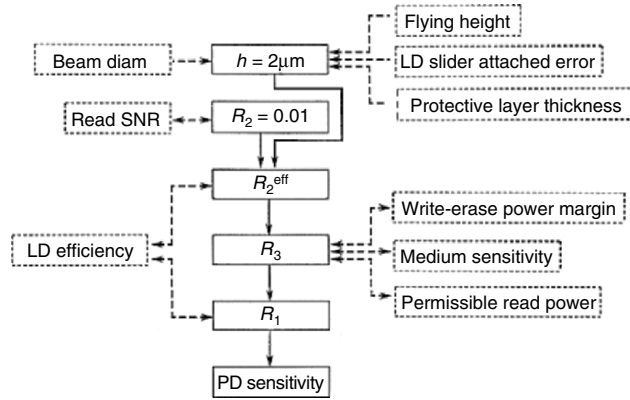 Flying height
Beam diam
h = 2μm
LD slider attached error
Protective layer thickness
Read SNR
R2 = 0.01
R2eff
Write-erase power margin
LD efficiency
R3
Medium sensitivity
Permissible read power
R1
PD sensitivity